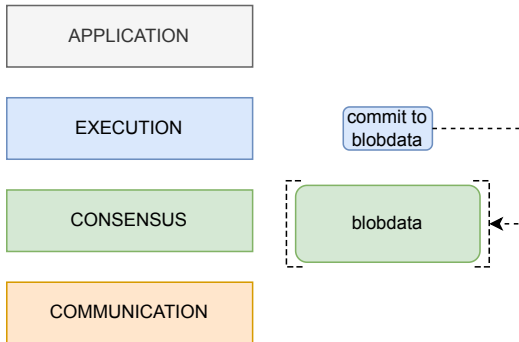 APPLICATION
EXECUTION
commit to
blobdata
CONSENSUS
blobdata
COMMUNICATION